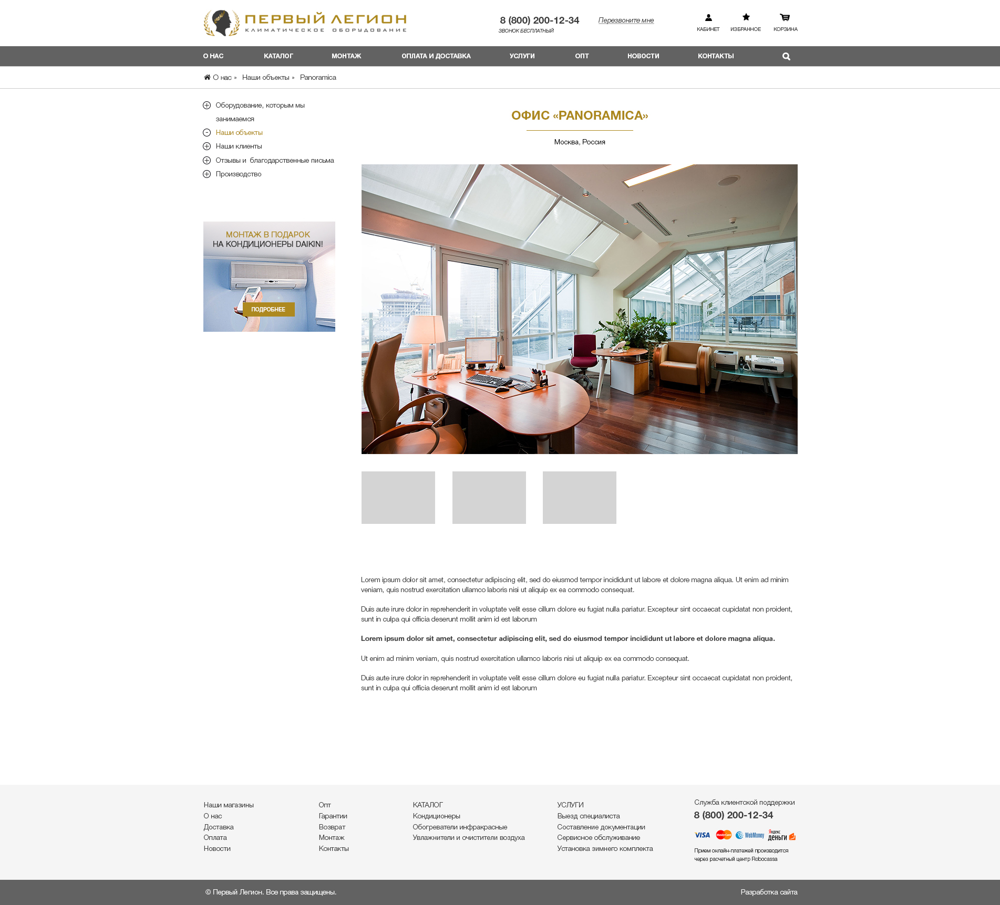 ПЕРВЫЙ ЛЕГИОН
КЛИМАТИЧЕСКОЕ ОБОРУДОВАНИЕ
8 (800) 200-12-34
ЗВОНОК БЕСПЛАТНЫЙ
Перезвоните мне
КАБИНЕТ
ИЗБРАННОЕ
КОРЗИНА
О НАС КАТАЛОГ МОНТАЖ ОПЛАТА И ДОСТАВКА УСЛУГИ ОПТ НОВОСТИ КОНТАКТЫ
О нас » Наши объекты » Panoramica
Оборудование, которым мы
занимаемся
Наши объекты
Наши клиенты
Отзывы и благодарственные письма
Производство
МОНТАЖ В ПОДАРОК
НА КОНДИЦИОНЕРЫ DAIKIN!
ПОДРОБНЕЕ
ОФИС «PANORAMICA»
Москва, Россия
Lorem ipsum dolor sit amet, consectetur adipiscing elit, sed do eiusmod tempor incididunt ut labore et dolore magna aliqua. Ut enim ad minim
veniam, quis nostrud exercitation ullamco laboris nisi ut aliquip ex ea commodo consequat.
Duis aute irure dolor in reprehenderit in voluptate velit esse cillum dolore eu fugiat nulla pariatur. Excepteur sint occaecat cupidatat non proident,
sunt in culpa qui officia deserunt mollit anim id est laborum
Lorem ipsum dolor sit amet, consectetur adipiscing elit, sed do eiusmod tempor incididunt ut labore et dolore magna aliqua.
Ut enim ad minim veniam, quis nostrud exercitation ullamco laboris nisi ut aliquip ex ea commodo consequat.
Duis aute irure dolor in reprehenderit in voluptate velit esse cillum dolore eu fugiat nulla pariatur. Excepteur sint occaecat cupidatat non proident,
sunt in culpa qui officia deserunt mollit anim id est laborum
Наши магазины
О нас
Доставка
Оплата
Новости
Опт
Гарантии
Возврат
Монтаж
Контакты
КАТАЛОГ
Кондиционеры
Обогреватели инфракрасные
Увлажнители и очистители воздуха
УСЛУГИ
Выезд специалиста
Составление документации
Сервисное обслуживание
Установка зимнего комплекта
Служба клиентской поддержки
8 (800) 200-12-34
VISA MasterCard WebMoney Яндекс деньги
Прием онлайн-платежей производится
через расчетный центр Robocassa
© Первый Легион. Все права защищены.
Разработка сайта